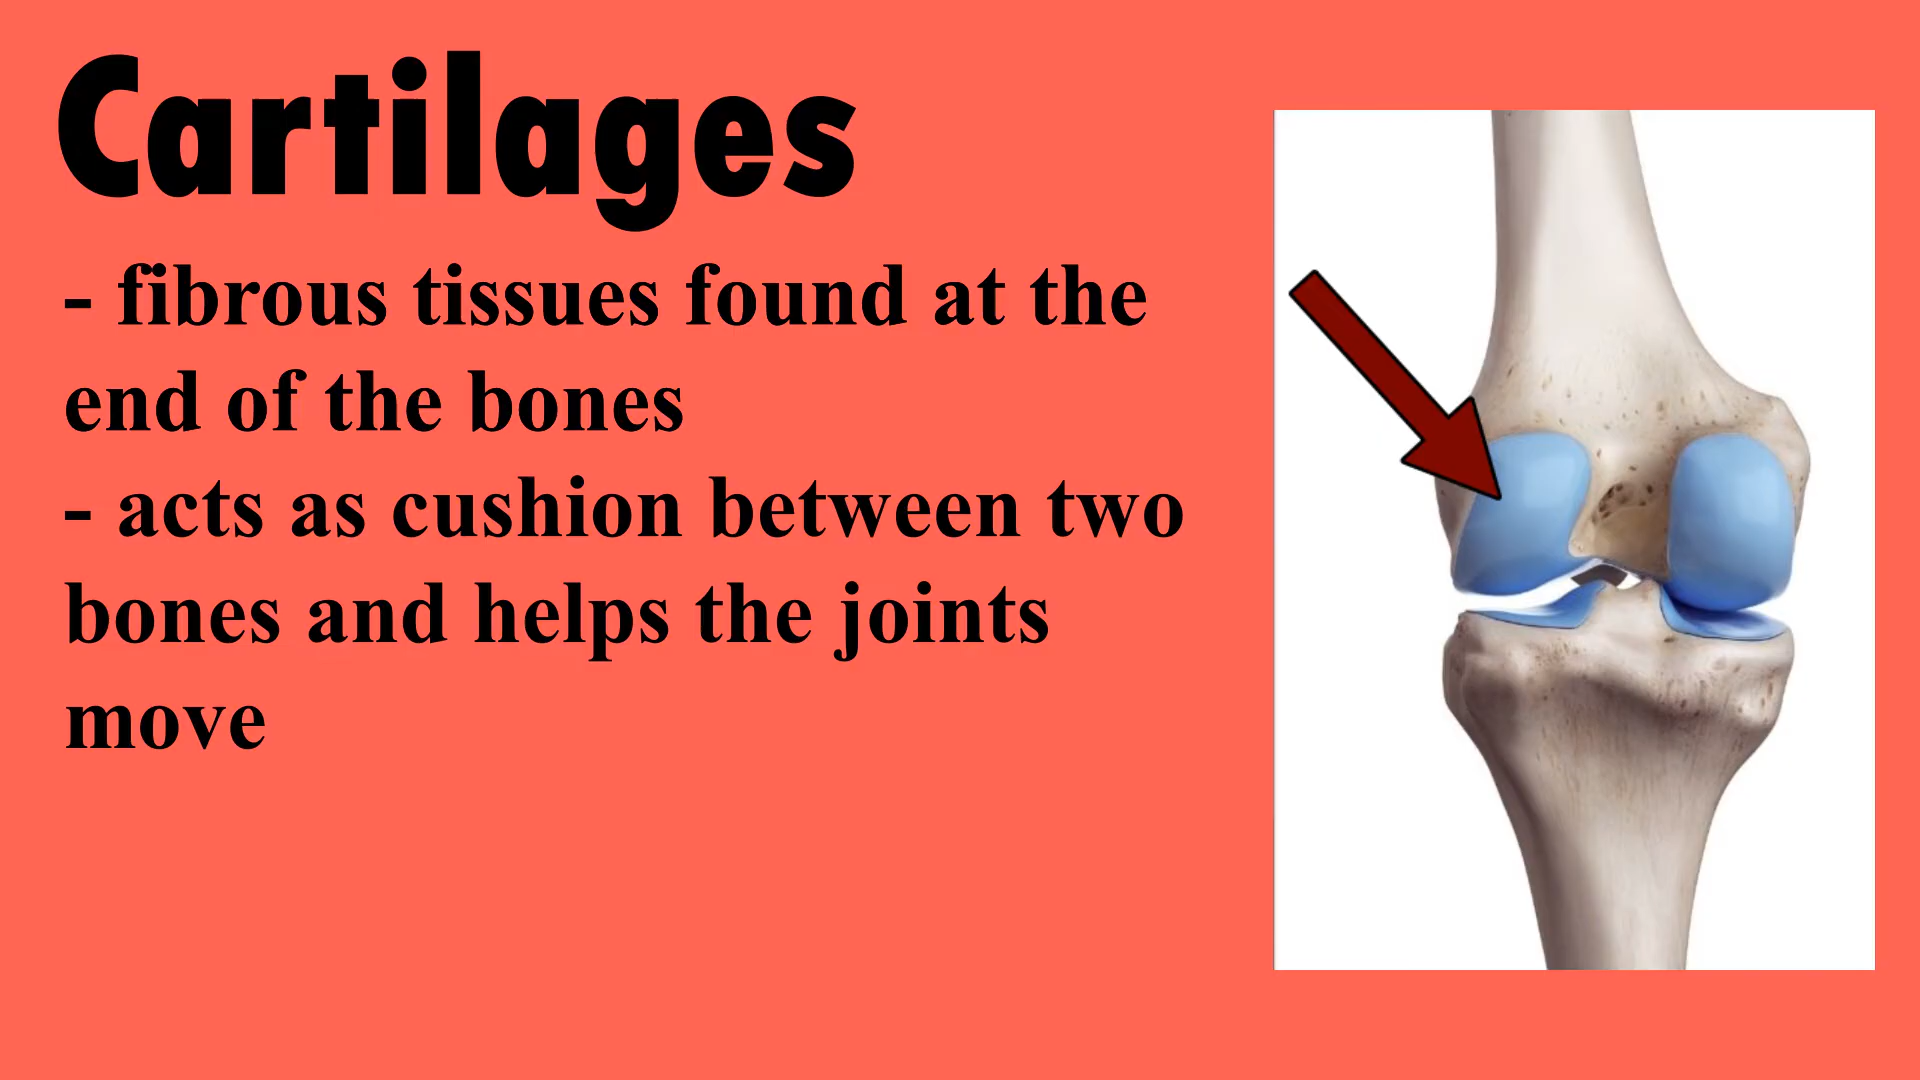 Cartilages
- fibrous tissues found at the
end of the bones
- acts as cushion between two
bones and helps the joints
move